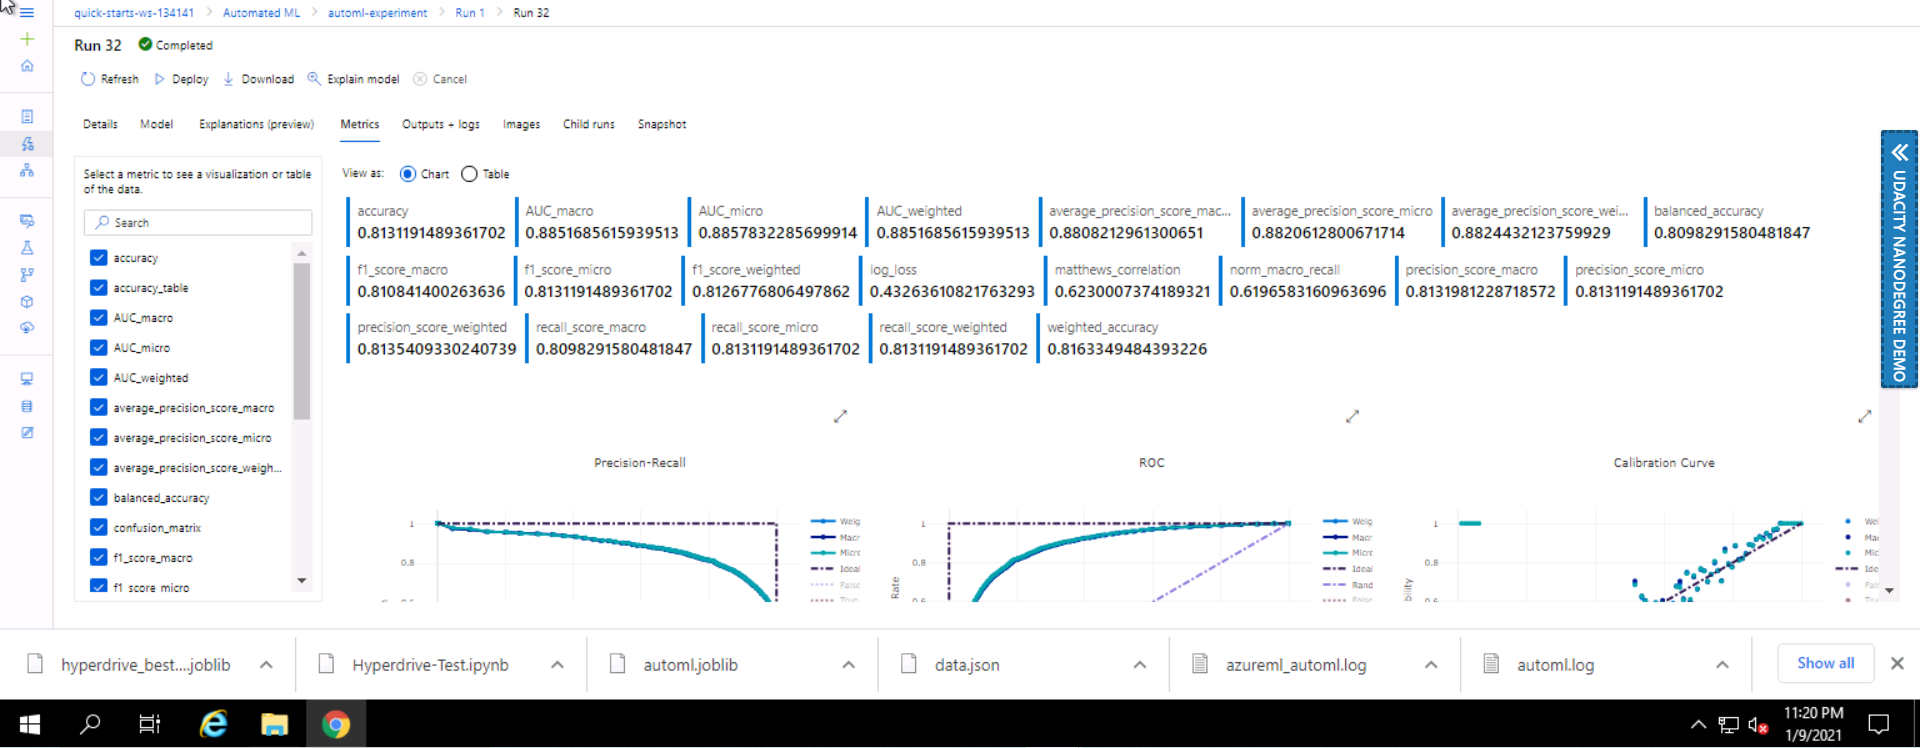 quick-starts-ws-134141 > Automated ML > automl-experiment > Run 1 > Run 32
Run 32 Completed
Refresh Deploy Download Explain model Cancel
Details Model Explanations (preview) Metrics Outputs + logs Images Child runs Snapshot
Select a metric to see a visualization or table
of the data.
Search
accuracy
accuracy_table
AUC_macro
AUC_micro
AUC_weighted
average_precision_score_macro
average_precision_score_micro
average_precision_score_weigh...
balanced_accuracy
confusion_matrix
f1_score_macro
f1 score micro
View as: Chart Table
accuracy AUC_macro AUC_micro AUC_weighted average_precision_score_mac... average_precision_score_micro average_precision_score_wei... balanced_accuracy
0.8131191489361702 0.8851685615939513 0.8857832285699914 0.8851685615939513 0.8808212961300651 0.8820612800671714 0.8824432123759929 0.8098291580481847
f1_score_macro f1_score_micro f1_score_weighted log_loss matthews_correlation norm_macro_recall precision_score_macro precision_score_micro
0.810841400263636 0.8131191489361702 0.8126776806497862 0.43263610821763293 0.6230007374189321 0.6196583160963696 0.8131981228718572 0.8131191489361702
precision_score_weighted recall_score_macro recall_score_micro recall_score_weighted weighted_accuracy
0.8135409330240739 0.8098291580481847 0.8131191489361702 0.8131191489361702 0.8163349484393226
UDACITY NANODEGREE DEMO
Precision-Recall
1
0.8
Weig
Macr
Micro
Ideal
False
ROC
1
0.8
Rate
Weig
Macr
Micro
Ideal
Rand
False
Calibration Curve
1
0.8
bility
Wei
Mac
Mic
Ide
Fal
hyperdrive_best....joblib Hyperdrive-Test.ipynb automl.joblib data.json azureml_automl.log automl.log Show all
11:20 PM
1/9/2021